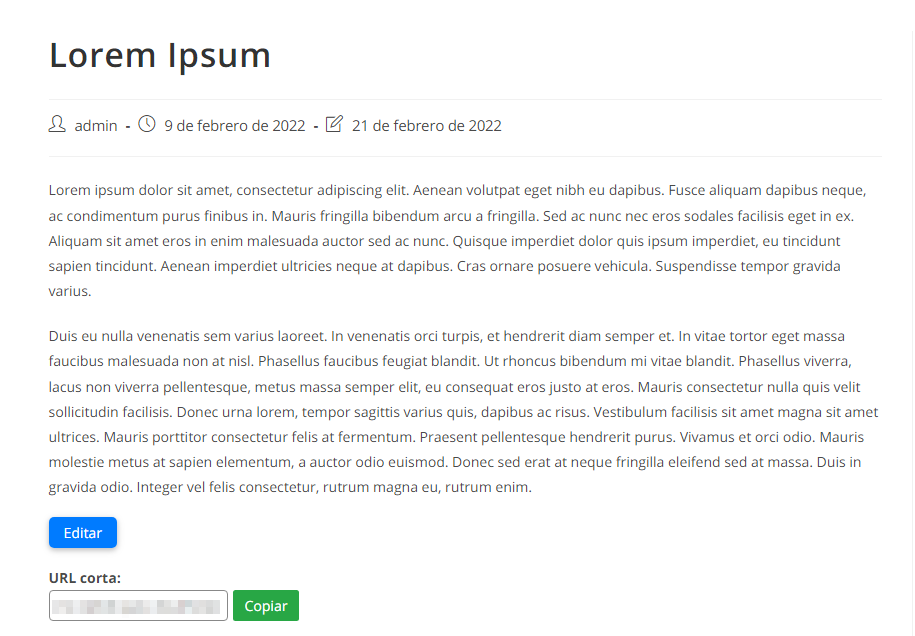 Lorem Ipsum
admin - 9 de febrero de 2022 - 21 de febrero de 2022
Lorem ipsum dolor sit amet, consectetur adipiscing elit. Aenean volutpat eget nibh eu dapibus. Fusce aliquam dapibus neque,
ac condimentum purus finibus in. Mauris fringilla bibendum arcu a fringilla. Sed ac nunc nec eros sodales facilisis eget in ex.
Aliquam sit amet eros in enim malesuada auctor sed ac nunc. Quisque imperdiet dolor quis ipsum imperdiet, eu tincidunt
sapien tincidunt. Aenean imperdiet ultricies neque at dapibus. Cras ornare posuere vehicula. Suspendisse tempor gravida
varius.
Duis eu nulla venenatis sem varius laoreet. In venenatis orci turpis, et hendrerit diam semper et. In vitae tortor eget massa
faucibus malesuada non at nisl. Phasellus faucibus feugiat blandit. Ut rhoncus bibendum mi vitae blandit. Phasellus viverra,
lacus non viverra pellentesque, metus massa semper elit, eu consequat eros justo at eros. Mauris consectetur nulla quis velit
sollicitudin facilisis. Donec urna lorem, tempor sagittis varius quis, dapibus ac risus. Vestibulum facilisis sit amet magna sit amet
ultrices. Mauris porttitor consectetur felis at fermentum. Praesent pellentesque hendrerit purus. Vivamus et orci odio. Mauris
molestie metus at sapien elementum, a auctor odio euismod. Donec sed erat at neque fringilla eleifend sed at massa. Duis in
gravida odio. Integer vel felis consectetur, rutrum magna eu, rutrum enim.
Editar
URL corta:
Copiar